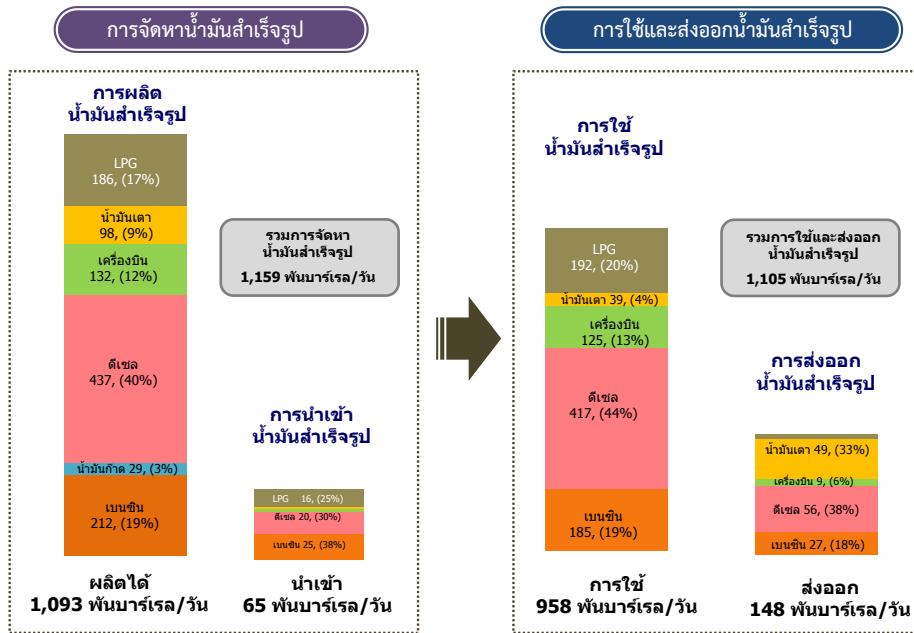 การจัดหาน้ำมันสำเร็จรูป
การผลิต
น้ำมันสำเร็จรูป
LPG
186, (17%)
น้ำมันเตา
98, (9%)
เครื่องบิน
132, (12%)
ดีเซล
437, (40%)
น้ำมันก๊าด 29, (3%)
เบนซิน
212, (19%)
ผลิตได้
1,093 พันบาร์เรล/วัน
รวมการจัดหา
น้ำมันสำเร็จรูป
1,159 พันบาร์เรล/วัน
การนำเข้า
น้ำมันสำเร็จรูป
LPG 16, (25%)
ดีเซล 20, (30%)
เบนซิน 25, (38%)
นำเข้า
65 พันบาร์เรล/วัน
การใช้และส่งออกน้ำมันสำเร็จรูป
การใช้
น้ำมันสำเร็จรูป
LPG
192, (20%)
น้ำมันเตา 39, (4%)
เครื่องบิน
125, (13%)
ดีเซล
417, (44%)
เบนซิน
185, (19%)
การใช้
958 พันบาร์เรล/วัน
รวมการใช้และส่งออก
น้ำมันสำเร็จรูป
1,105 พันบาร์เรล/วัน
การส่งออก
น้ำมันสำเร็จรูป
น้ำมันเตา 49, (33%)
เครื่องบิน 9, (6%)
ดีเซล 56, (38%)
เบนซิน 27, (18%)
ส่งออก
148 พันบาร์เรล/วัน